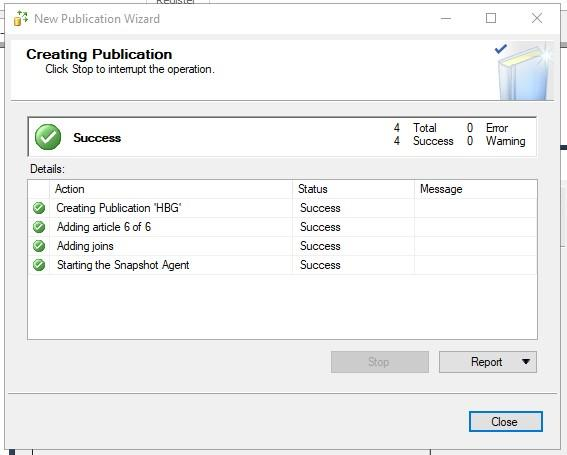 Register
New Publication Wizard
Creating Publication
Click Stop to interrupt the operation.
Success
4 Total 0 Error
4 Success 0 Warning
Details:
Action Status Message
Creating Publication 'HBG' Success
Adding article 6 of 6 Success
Adding joins Success
Starting the Snapshot Agent Success
Stop Report
Close